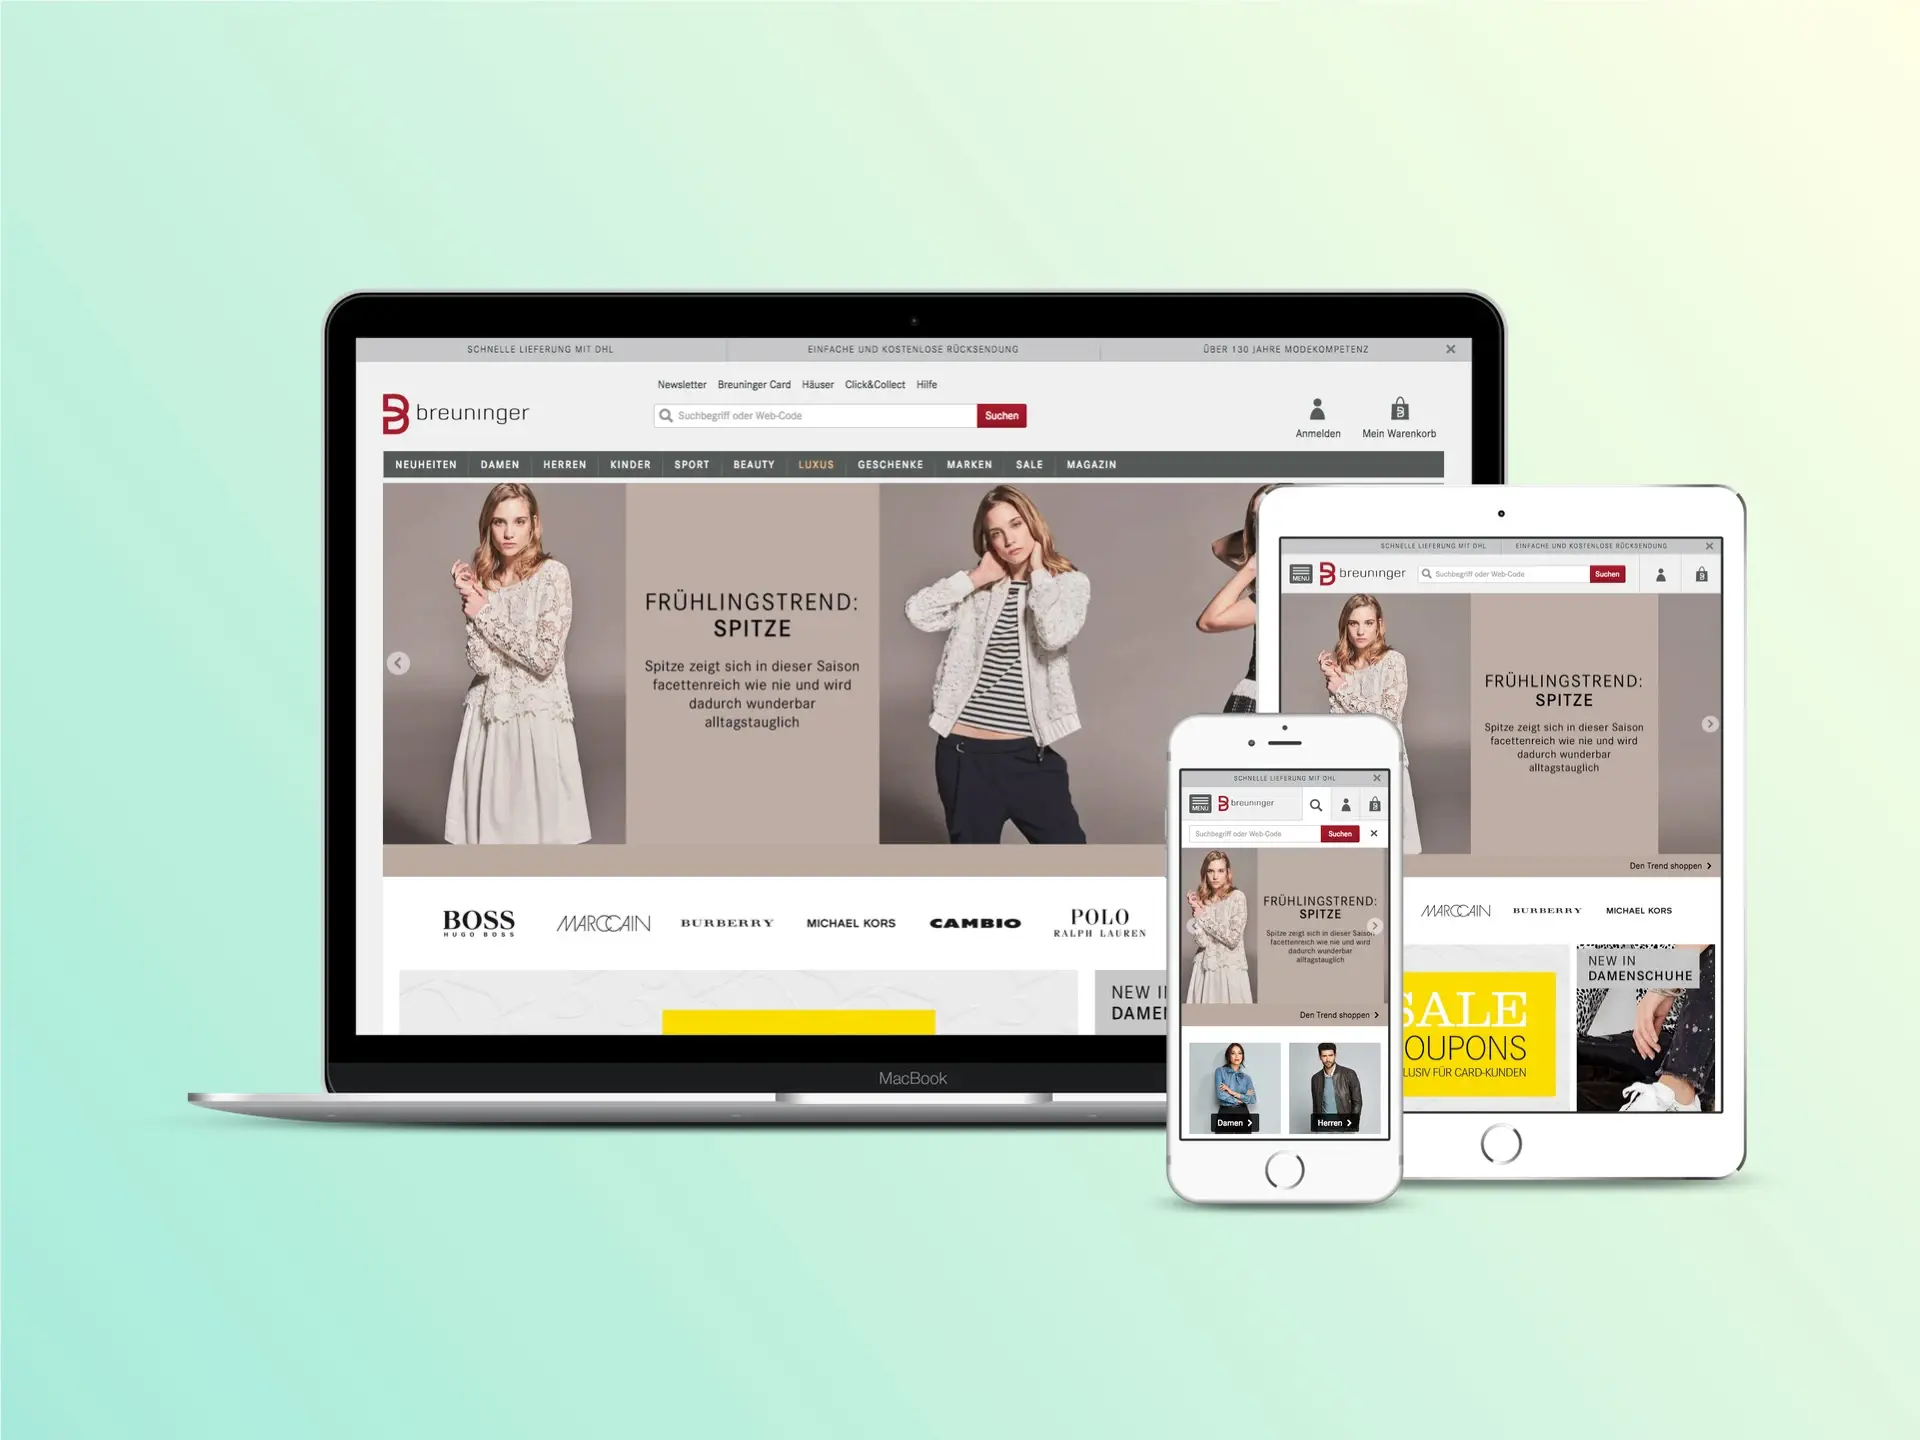 SCHNELLE LIEFERUNG MIT DHL
EINFACHE UND KOSTENLOSE RÜCKSENDUNG
ÜBER 130 JAHRE MODEKOMPETENZ
Newsletter Breuninger Card Häuser Click&Collect Hilfe
breuninger
Suchbegriff oder Web-Code
Suchen
Anmelden
Mein Warenkorb
NEUHEITEN DAMEN HERREN KINDER SPORT BEAUTY LUXUS GESCHENKE MARKEN SALE MAGAZIN
FRÜHLINGSTREND:
SPITZE
Spitze zeigt sich in dieser Saison
facettenreich wie nie und wird
dadurch wunderbar
alltagstauglich
BOSS
HUGO BOSS
MARCCAIN
BURBERRY
MICHAEL KORS
CAMBIO
POLO
RALPH LAUREN
NEW I
DAME
MacBook
SCHNELLE LIEFERUNG MIT DHL
EINFACHE UND KOSTENLOSE RÜCKSENDUNG
MENU
breuninger
Suchbegriff oder Web-Code
Suchen
FRÜHLINGSTREND:
SPITZE
Spitze zeigt sich in dieser Saison
facettenreich wie nie und wird
dadurch wunderbar
alltagstauglich
Den Trend shoppen
MARCCAIN
BURBERRY
MICHAEL KORS
SALE
OUPONS
LUSIV FÜR CARD-KUNDEN
NEW IN
DAMENSCHUHE
SCHNELLE LIEFERUNG MIT DHL
MENU
breuninger
Suchbegriff oder Web-Code
Suchen
FRÜHLINGSTREND:
SPITZE
Spitze zeigt sich in dieser Saison
facettenreich wie nie und wird
dadurch wunderbar
alltagstauglich
Den Trend shoppen
Damen
Herren